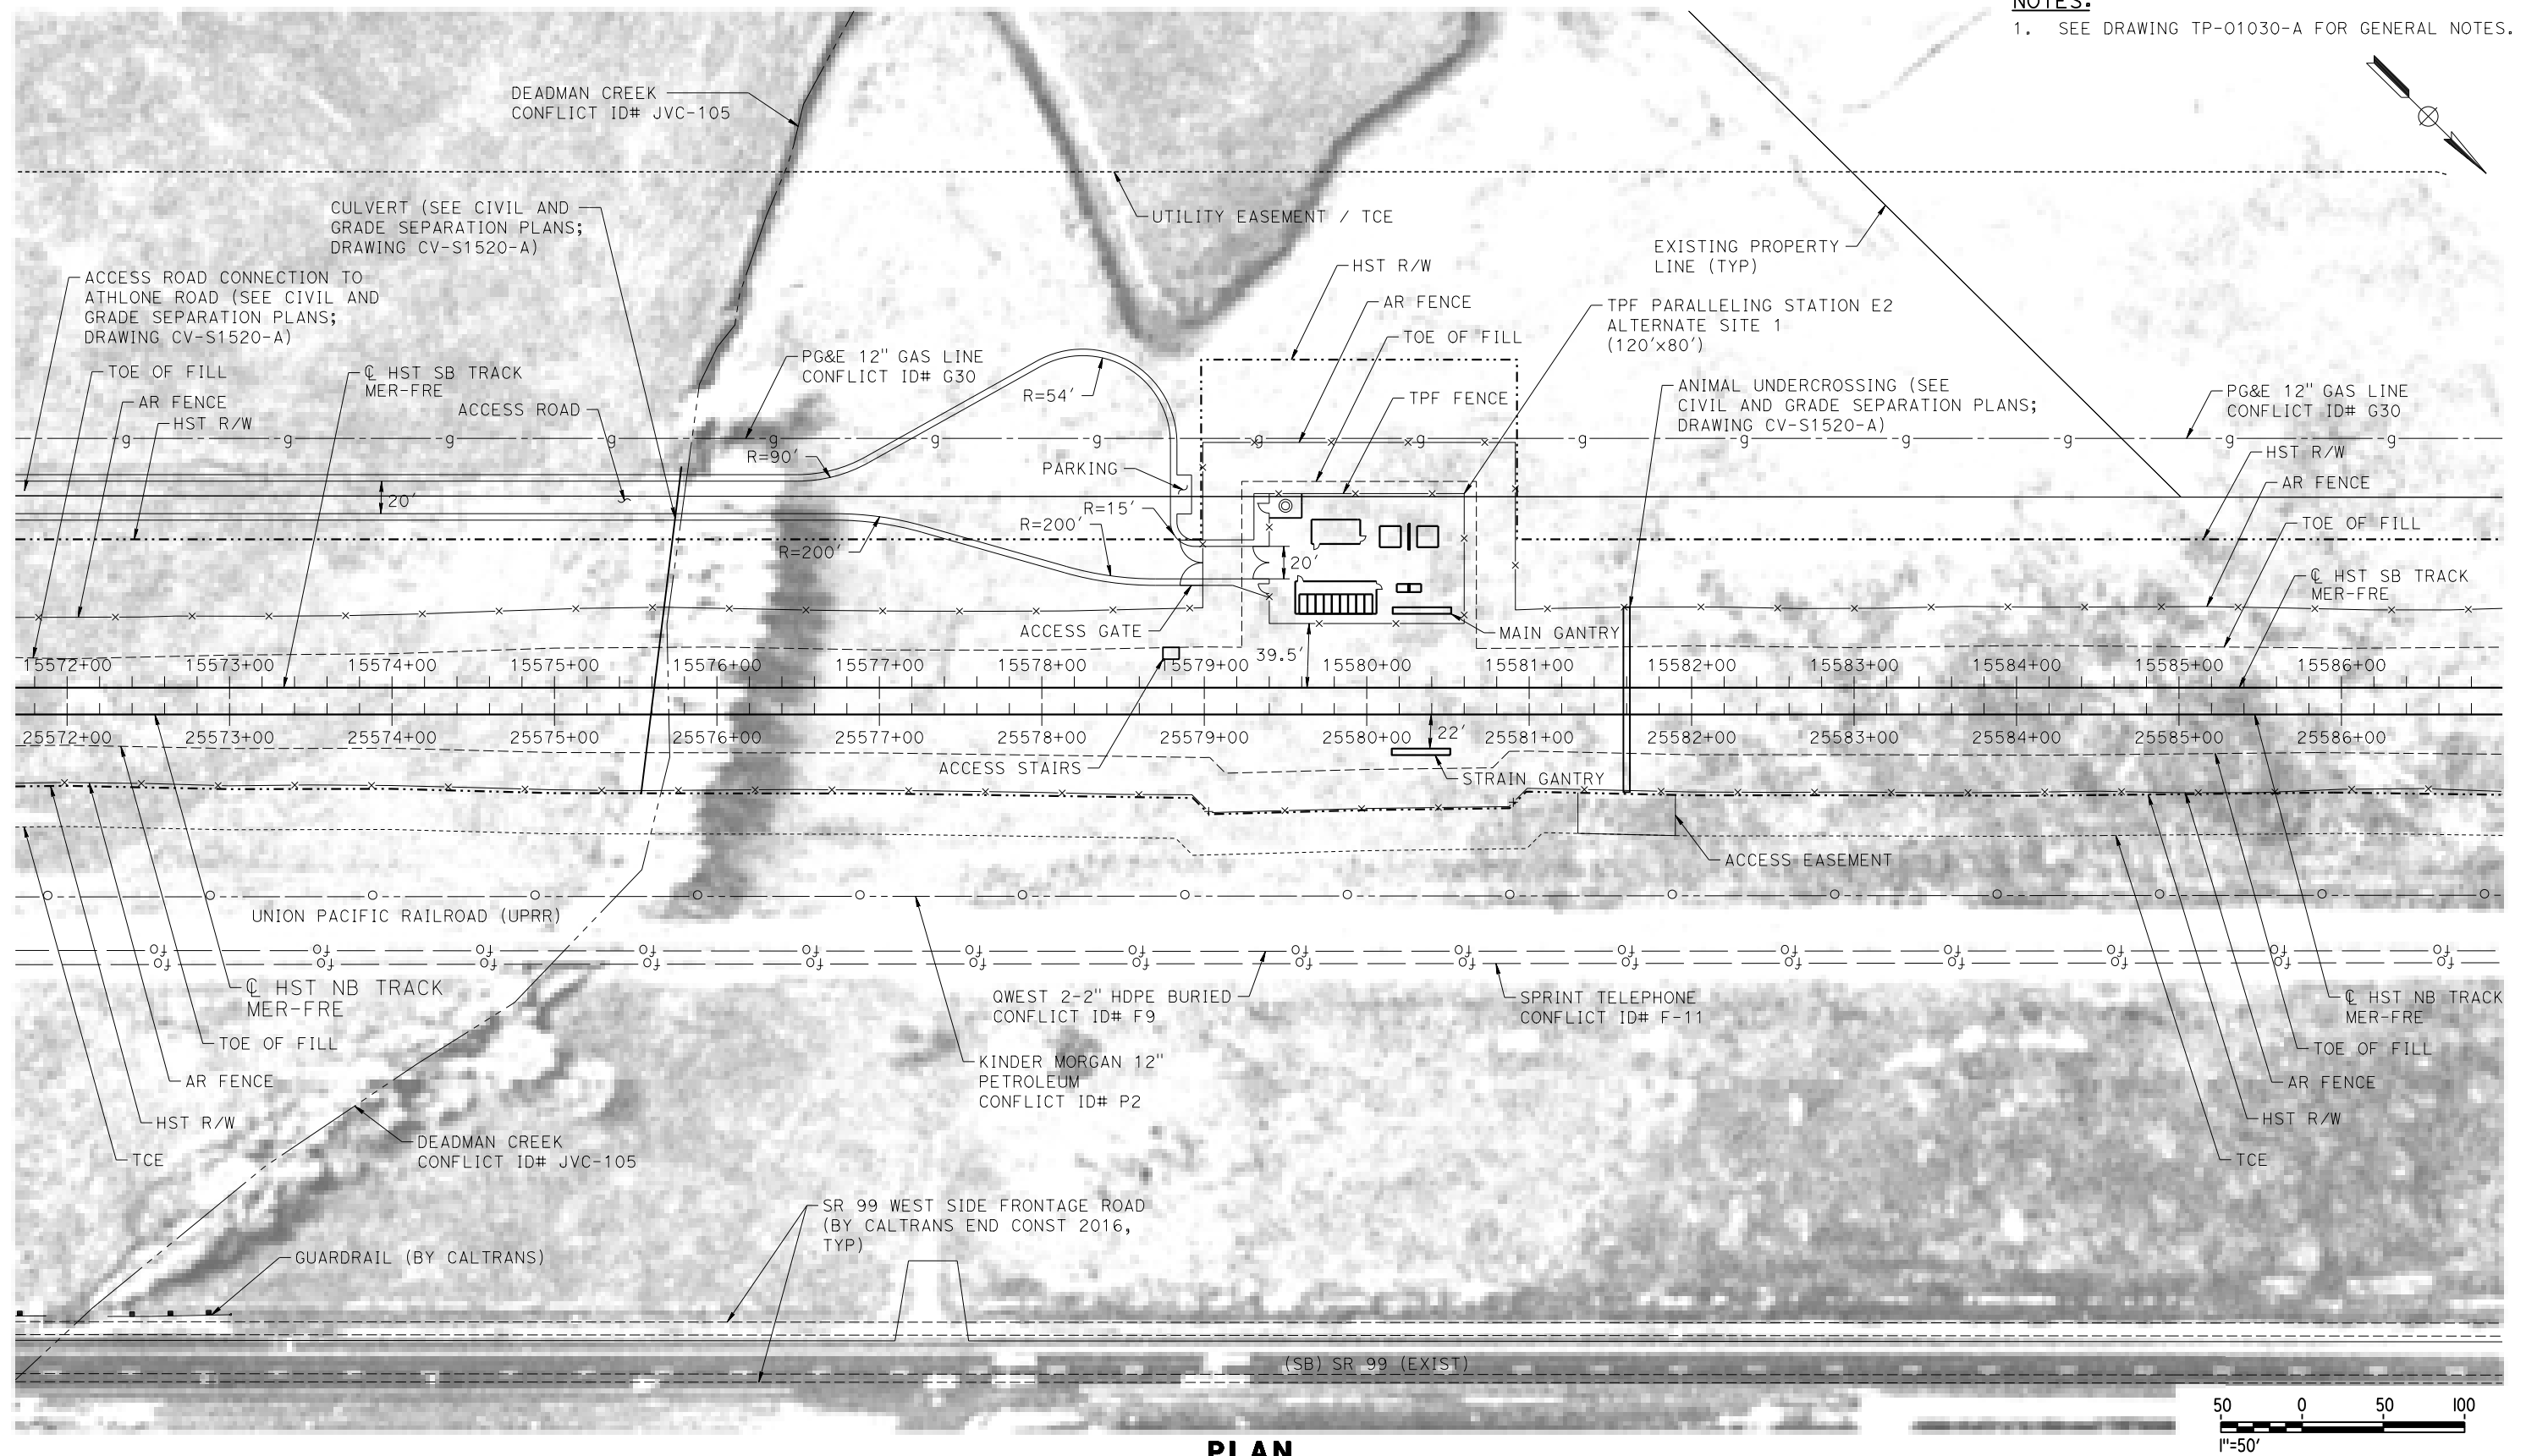 NOTES:
1. SEE DRAWING TP-01030-A FOR GENERAL NOTES.
DEADMAN CREEK
CONFLICT ID# JVC-105
CULVERT (SEE CIVIL AND
GRADE SEPARATION PLANS;
DRAWING CV-S1520-A)
UTILITY EASEMENT / TCE
EXISTING PROPERTY
LINE (TYP)
HST R/W
AR FENCE
TOE OF FILL
TPF PARALLELING STATION E2
ALTERNATE SITE 1
(120'x80')
ACCESS ROAD CONNECTION TO
ATHLONE ROAD (SEE CIVIL AND
GRADE SEPARATION PLANS;
DRAWING CV-S1520-A)
TOE OF FILL
AR FENCE
HST R/W
℄ HST SB TRACK
MER-FRE
ACCESS ROAD
PG&E 12" GAS LINE
CONFLICT ID# G30
R=54'
TPF FENCE
ANIMAL UNDERCROSSING (SEE
CIVIL AND GRADE SEPARATION PLANS;
DRAWING CV-S1520-A)
PG&E 12" GAS LINE
CONFLICT ID# G30
g g g g g g g g g g g g g g g
R=90'
PARKING
HST R/W
AR FENCE
TOE OF FILL
20'
R=15'
R=200'
R=200'
20'
℄ HST SB TRACK
MER-FRE
ACCESS GATE
MAIN GANTRY
39.5'
15572+00 15573+00 15574+00 15575+00 15576+00 15577+00 15578+00 15579+00 15580+00 15581+00 15582+00 15583+00 15584+00 15585+00 15586+00
25572+00 25573+00 25574+00 25575+00 25576+00 25577+00 25578+00 25579+00 25580+00 25581+00 25582+00 25583+00 25584+00 25585+00 25586+00
22'
ACCESS STAIRS
STRAIN GANTRY
ACCESS EASEMENT
UNION PACIFIC RAILROAD (UPRR)
℄ HST NB TRACK
MER-FRE
TOE OF FILL
AR FENCE
HST R/W
TCE
QWEST 2-2" HDPE BURIED
CONFLICT ID# F9
SPRINT TELEPHONE
CONFLICT ID# F-11
KINDER MORGAN 12"
PETROLEUM
CONFLICT ID# P2
℄ HST NB TRACK
MER-FRE
TOE OF FILL
AR FENCE
HST R/W
TCE
DEADMAN CREEK
CONFLICT ID# JVC-105
SR 99 WEST SIDE FRONTAGE ROAD
(BY CALTRANS END CONST 2016,
TYP)
GUARDRAIL (BY CALTRANS)
(SB) SR 99 (EXIST)
50 0 50 100
1"=50'
PLAN